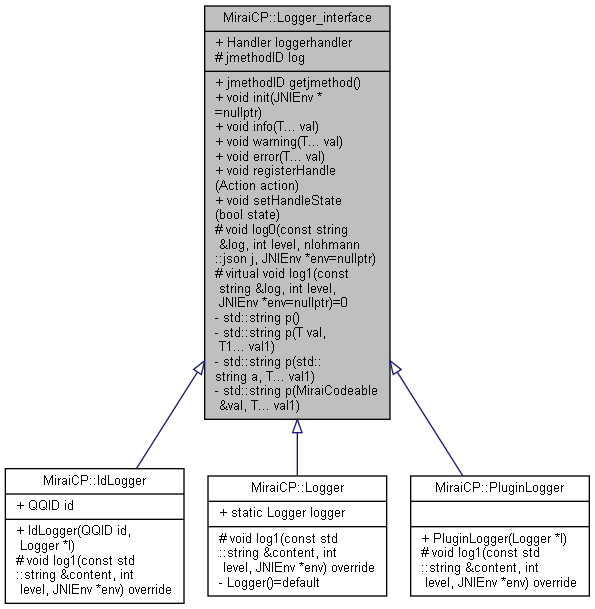 MiraiCP::Logger_interface
+ Handler loggerhandler
# jmethodID log
+ jmethodID getjmethod()
+ void init(JNIEnv *
=nullptr)
+ void info(T... val)
+ void warning(T... val)
+ void error(T... val)
+ void registerHandle
(Action action)
+ void setHandleState
(bool state)
# void log0(const string
&log, int level, nlohmann
::json j, JNIEnv *env=nullptr)
# virtual void log1(const
string &log, int level,
JNIEnv *env=nullptr)=0
- std::string p()
- std::string p(T val,
T1... val1)
- std::string p(std::
string a, T... val1)
- std::string p(MiraiCodeable
&val, T... val1)
MiraiCP::IdLogger
+ QQID id
+ IdLogger(QQID id,
Logger *l)
# void log1(const std
::string &content, int
level, JNIEnv *env) override
MiraiCP::Logger
+ static Logger logger
# void log1(const std
::string &content, int
level, JNIEnv *env) override
- Logger()=default
MiraiCP::PluginLogger
+ PluginLogger(Logger *l)
# void log1(const std
::string &content, int
level, JNIEnv *env) override